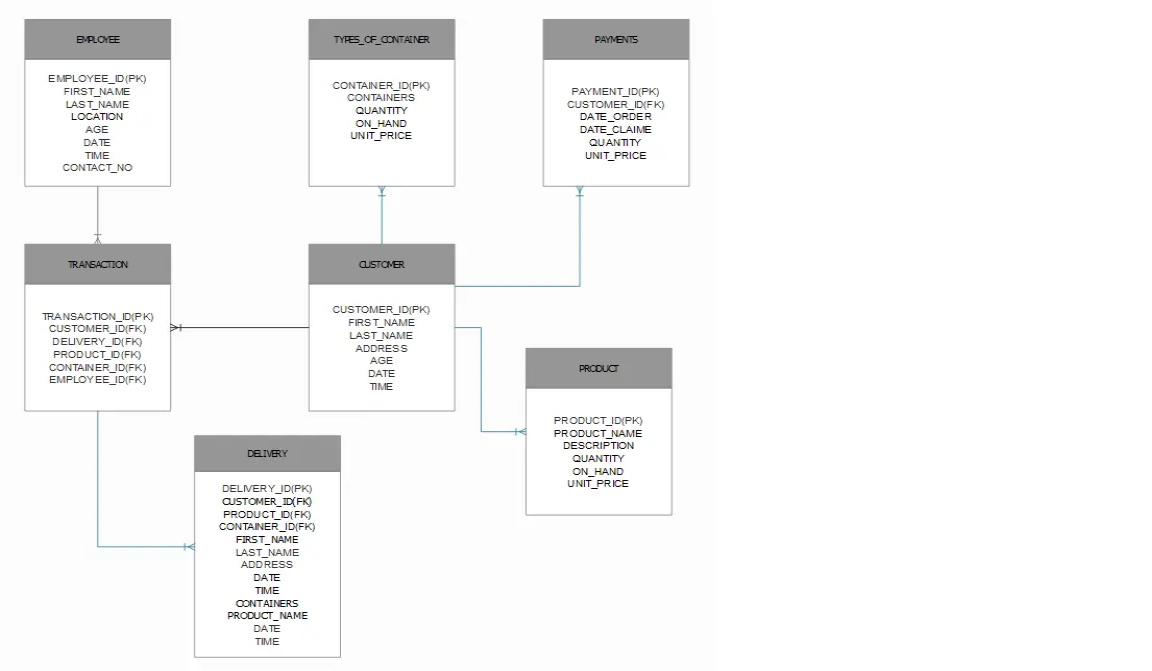 EMPLOYEE
EMPLOYEE_ID(PK)
FIRST_NAME
LAST_NAME
LOCATION
AGE
DATE
TIME
CONTACT_NO
TYPES_OF_CONTAINER
CONTAINER_ID(PK)
CONTAINERS
QUANTITY
ON_HAND
UNIT_PRICE
PAYMENTS
PAYMENT_ID(PK)
CUSTOMER_ID(FK)
DATE_ORDER
DATE_CLAIME
QUANTITY
UNIT_PRICE
TRANSACTION
TRANSACTION_ID(PK)
CUSTOMER_ID(FK)
DELIVERY_ID(FK)
PRODUCT_ID(FK)
CONTAINER_ID(FK)
EMPLOYEE_ID(FK)
CUSTOMER
CUSTOMER_ID(PK)
FIRST_NAME
LAST_NAME
ADDRESS
AGE
DATE
TIME
PRODUCT
PRODUCT_ID(PK)
PRODUCT_NAME
DESCRIPTION
QUANTITY
ON_HAND
UNIT_PRICE
DELIVERY
DELIVERY_ID(PK)
CUSTOMER_ID(FK)
PRODUCT_ID(FK)
CONTAINER_ID(FK)
FIRST_NAME
LAST_NAME
ADDRESS
DATE
TIME
CONTAINERS
PRODUCT_NAME
DATE
TIME